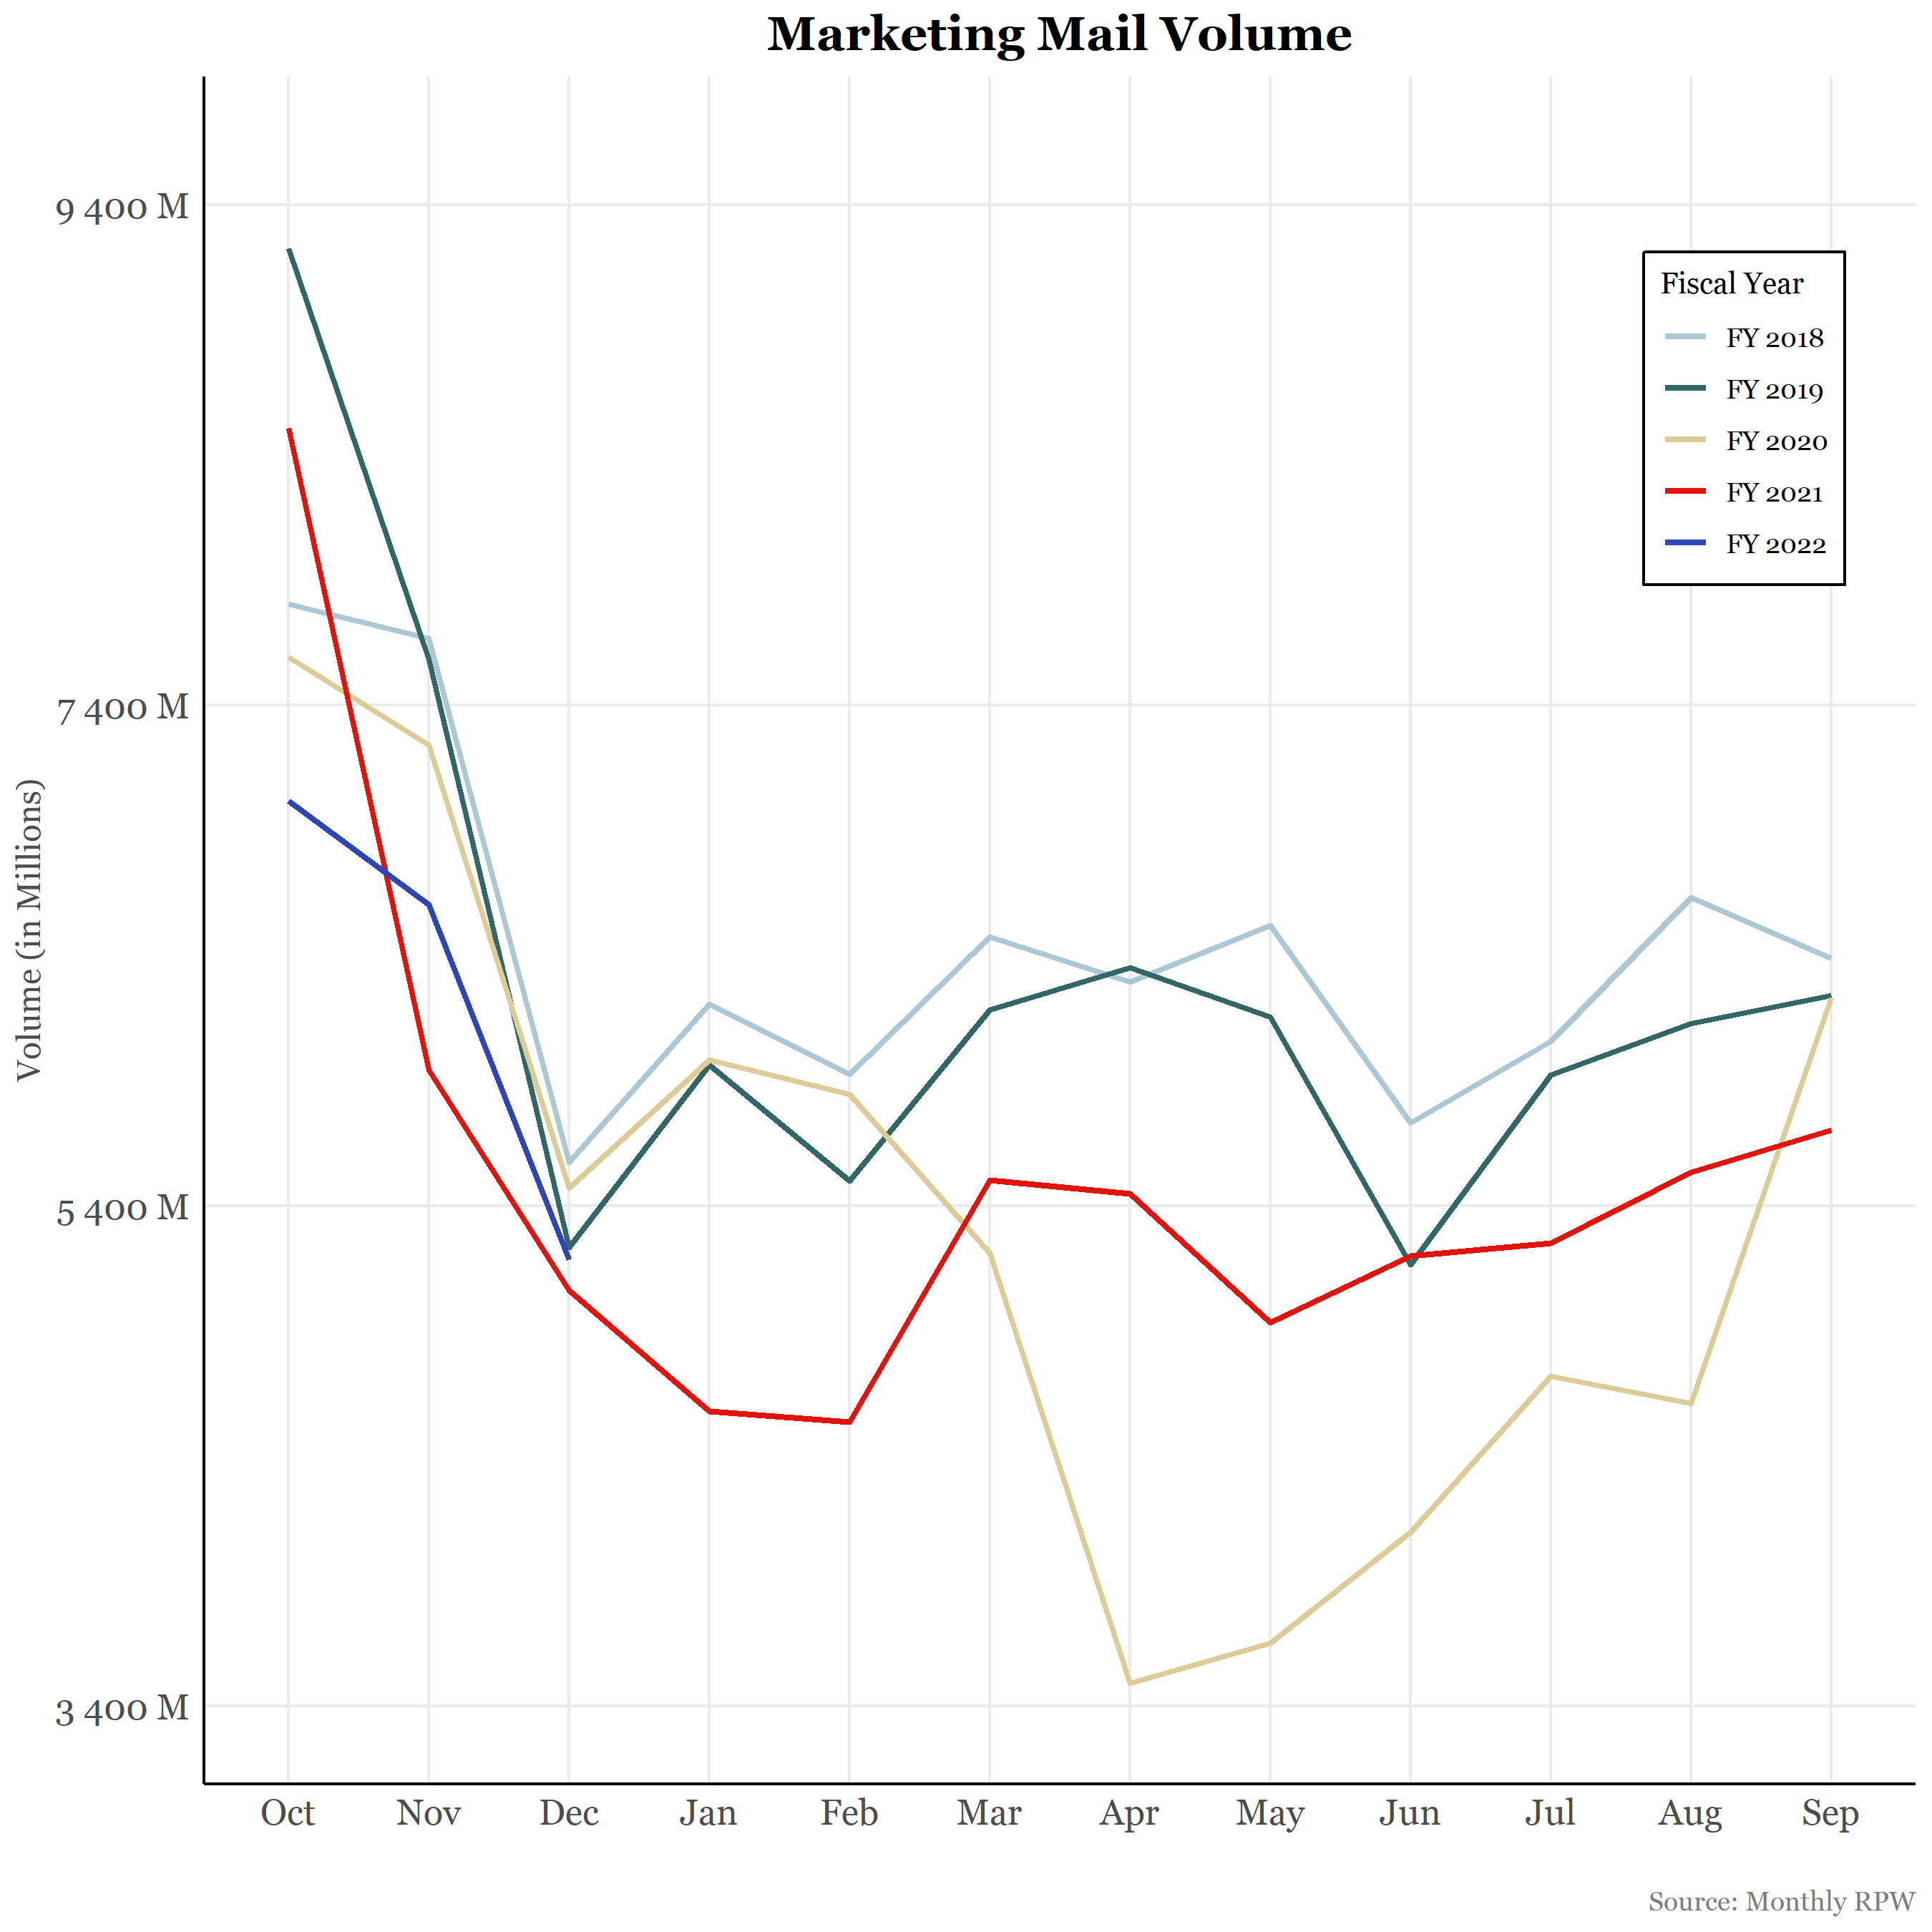 Marketing Mail Volume
9 400 M
7 400 M
5 400 M
3 400 M
Volume (in Millions)
Fiscal Year
FY 2018
FY 2019
FY 2020
FY 2021
FY 2022
Oct Nov Dec Jan Feb Mar Apr May Jun Jul Aug Sep
Source: Monthly RPW